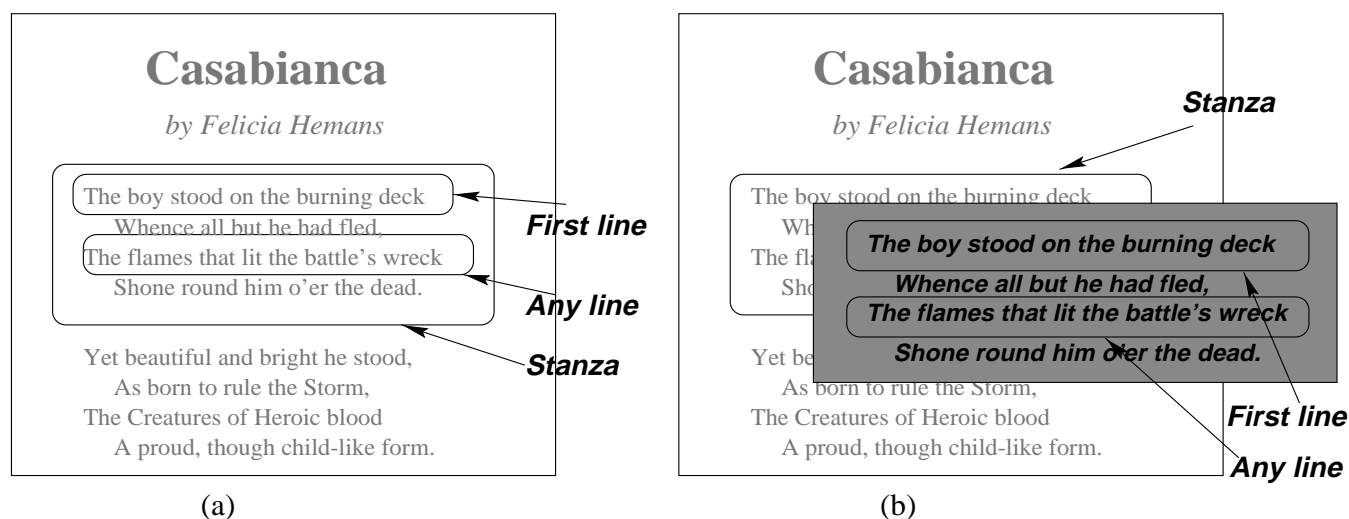 Casabianca
by Felicia Hemans
The boy stood on the burning deck
Whence all but he had fled,
The flames that lit the battle's wreck
Shone round him o'er the dead.
Yet beautiful and bright he stood,
As born to rule the Storm,
The Creatures of Heroic blood
A proud, though child-like form.
First line
Any line
Stanza
(a)
Casabianca
by Felicia Hemans
Stanza
The boy stood on the burning deck
Wh
The fla
Sho
The boy stood on the burning deck
Whence all but he had fled,
The flames that lit the battle's wreck
Shone round him o'er the dead.
Yet be
As born to rule the Storm,
The Creatures of Heroic blood
A proud, though child-like form.
First line
Any line
(b)